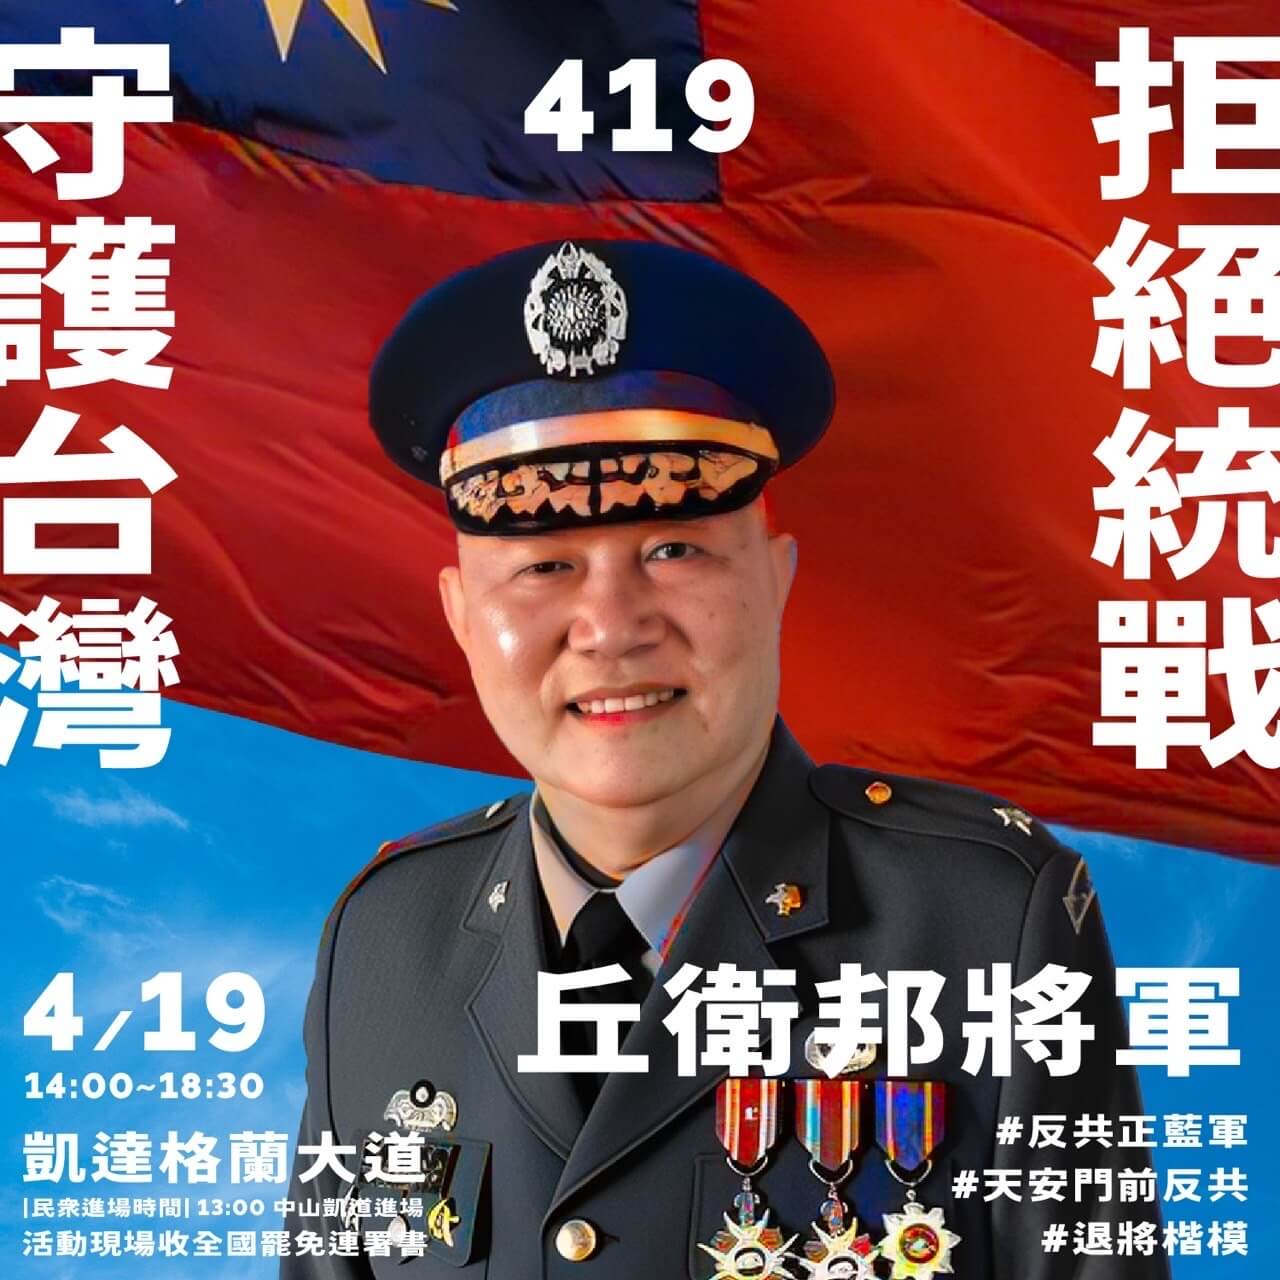 419
守護台灣
拒絕統戰
丘衛邦將軍
4/19
14:00~18:30
凱達格蘭大道
|民眾進場時間| 13:00 中山凱道進場
活動現場收全國罷免連署書
#反共正藍軍
#天安門前反共
#退將楷模